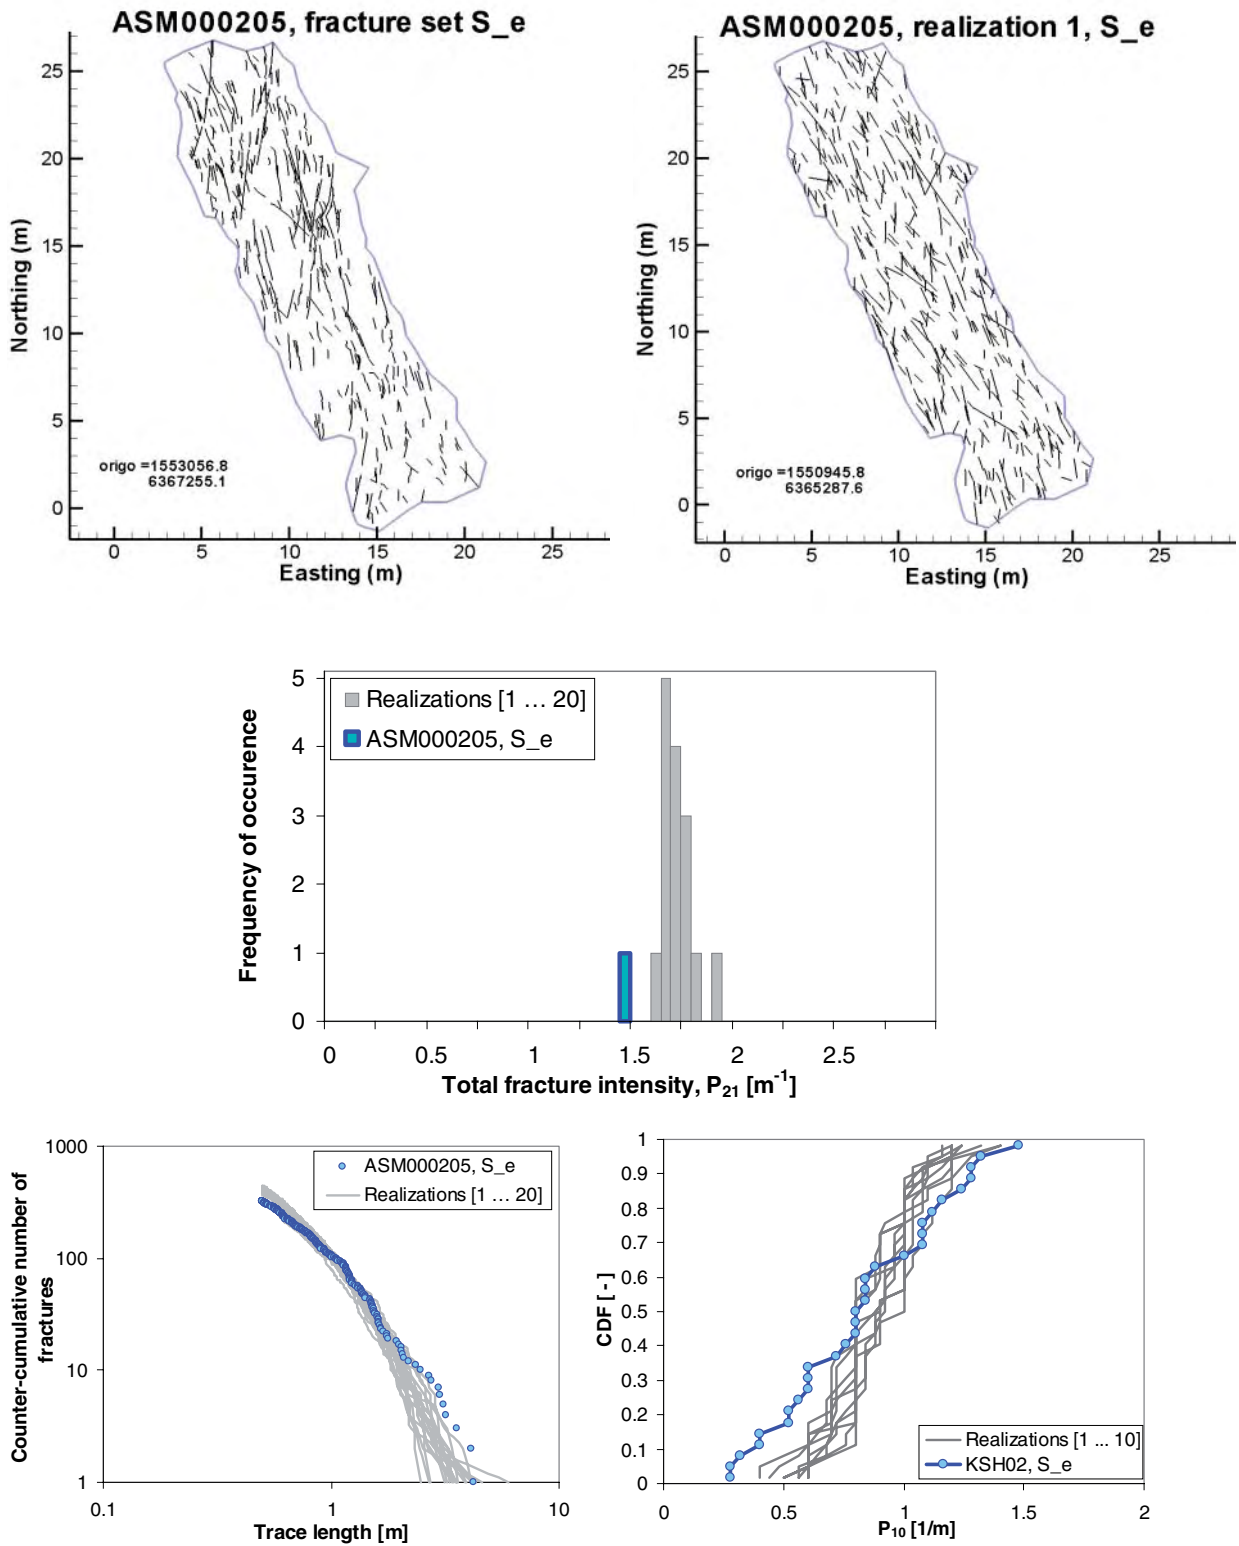 ASM000205, fracture set S_e
25
20
15
10
5
0
Northing (m)
origo =1553056.8
6367255.1
0 5 10 15 20 25
Easting (m)
ASM000205, realization 1, S_e
25
20
15
10
5
0
Northing (m)
origo =1550945.8
6365287.6
0 5 10 15 20 25
Easting (m)
5
4
3
2
1
0
Frequency of occurence
Realizations [1 ... 20]
ASM000205, S_e
0 0.5 1 1.5 2 2.5
Total fracture intensity, P21 [m-1]
Counter-cumulative number of
fractures
1000
100
10
1
ASM000205, S_e
Realizations [1 ... 20]
0.1 1 10
Trace length [m]
CDF [ - ]
1
0.9
0.8
0.7
0.6
0.5
0.4
0.3
0.2
0.1
0
Realizations [1 ... 10]
KSH02, S_e
0 0.5 1 1.5 2
P10 [1/m]